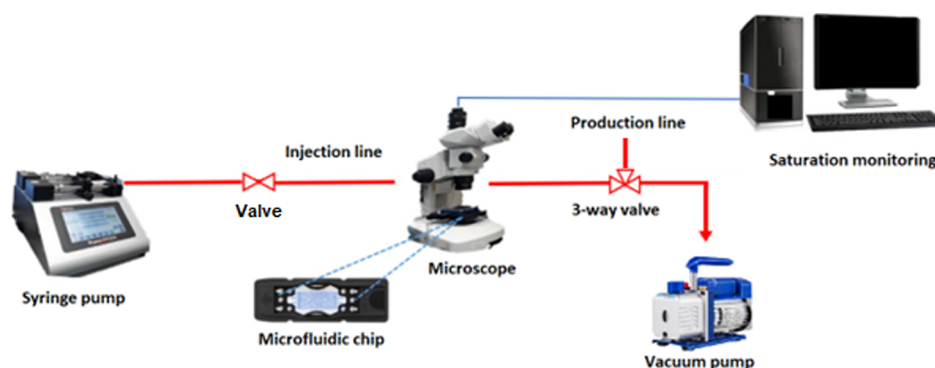 Production line
Injection line
Saturation monitoring
Valve
3-way valve
Microscope
Syringe pump
Microfluidic chip
Vacuum pump